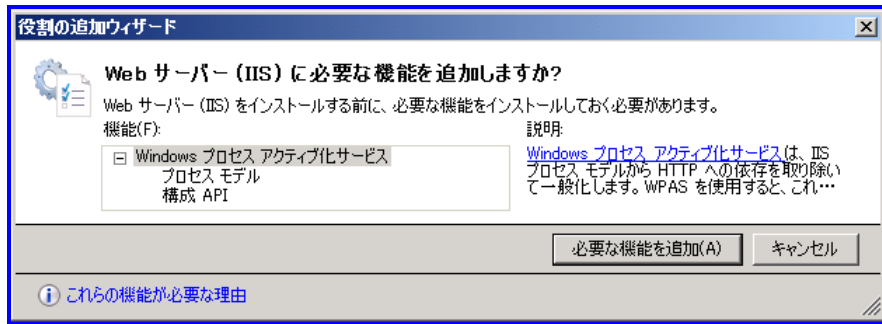 役割の追加ウィザード
Web サーバー (IIS) に必要な機能を追加しますか?
Web サーバー (IIS) をインストールする前に、必要な機能をインストールしておく必要があります。
機能(F):
説明:
Windows プロセス アクティブ化サービス
プロセス モデル
構成 API
Windows プロセス アクティブ化サービスは、IIS
プロセス モデルから HTTP への依存を取り除い
て一般化します。WPAS を使用すると、これ…
必要な機能を追加(A)
キャンセル
これらの機能が必要な理由